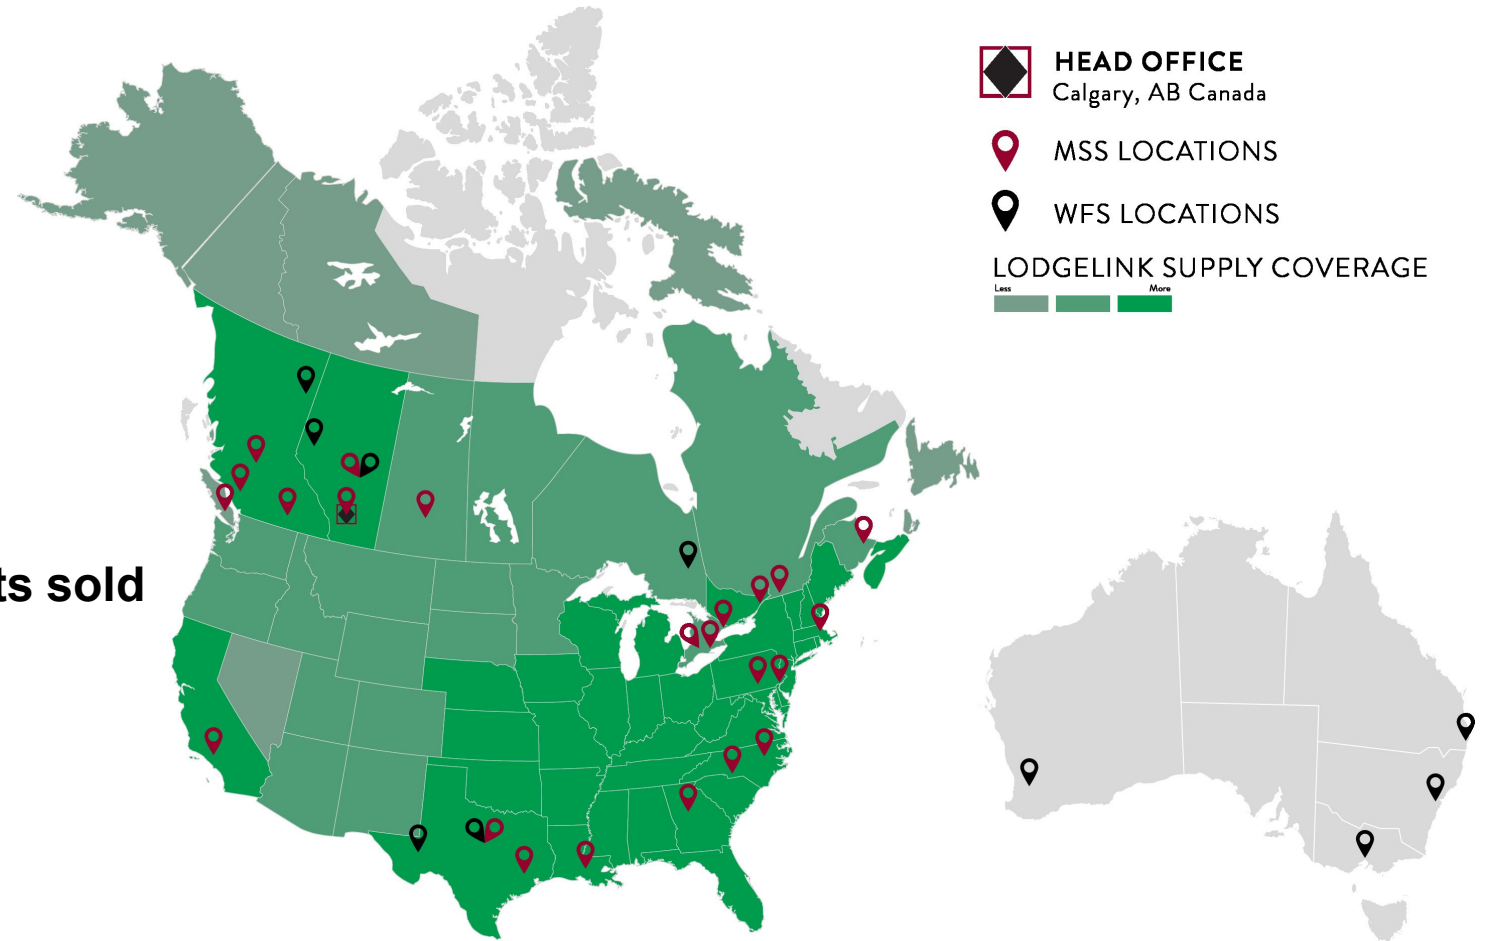 HEAD OFFICE
Calgary, AB Canada
MSS LOCATIONS
WFS LOCATIONS
LODGELINK SUPPLY COVERAGE
Less More
ts sold